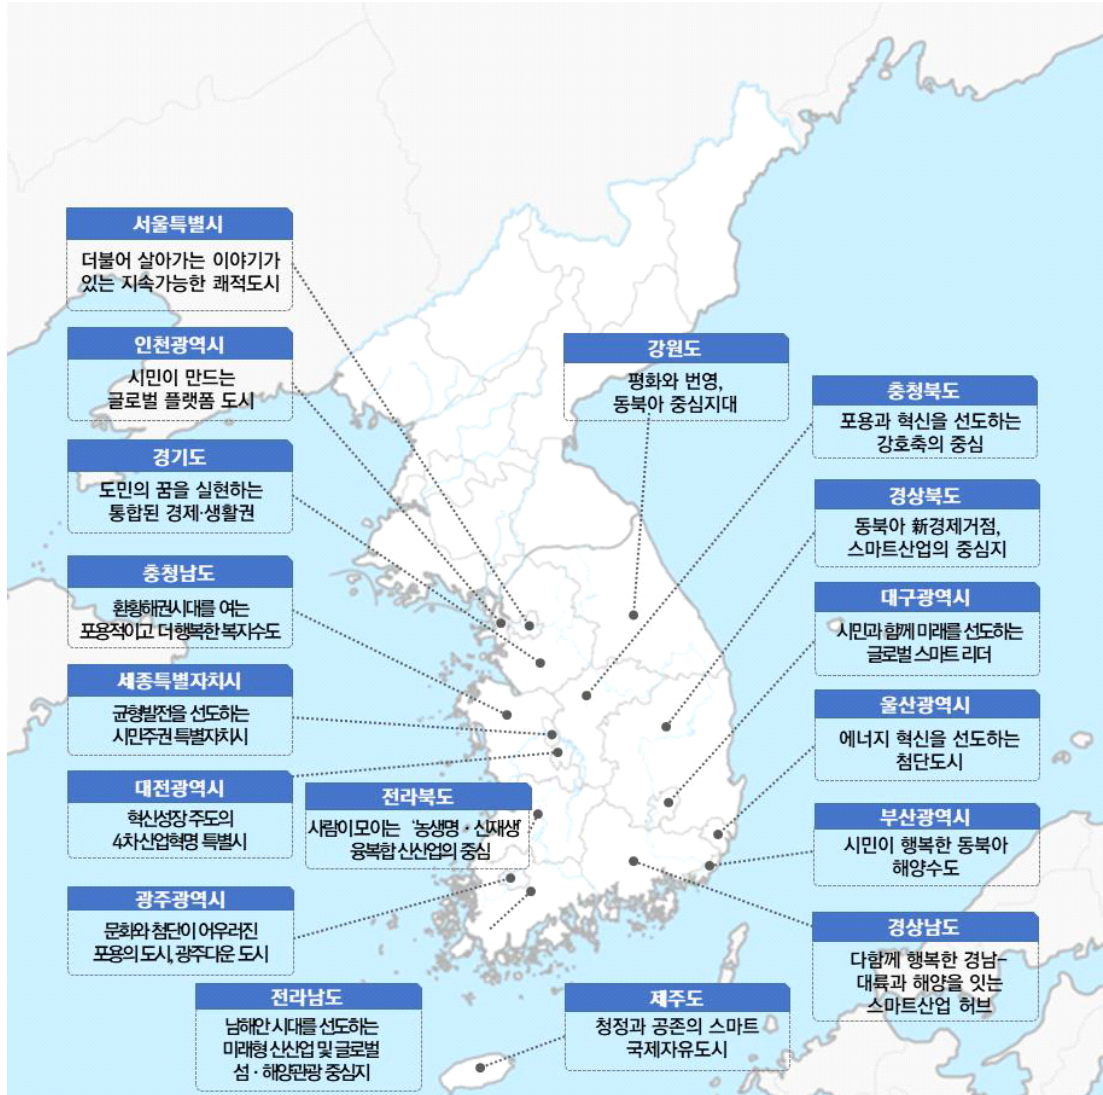 서울특별시
더불어 살아가는 이야기가
있는 지속가능한 쾌적도시
인천광역시
시민이 만드는
글로벌 플랫폼 도시
경기도
도민의 꿈을 실현하는
통합된 경제·생활권
충청남도
환황해권시대를 여는
포용적이고 더 행복한 복지수도
세종특별자치시
균형발전을 선도하는
시민주권 특별자치시
대전광역시
혁신성장 주도의
4차산업혁명 특별시
전라북도
사람이 모이는 ‘농생명·신재생’
융복합 신산업의 중심
광주광역시
문화와 첨단이 어우러진
포용의 도시, 광주다운 도시
전라남도
남해안 시대를 선도하는
미래형 신산업 및 글로벌
섬·해양관광 중심지
강원도
평화와 번영,
동북아 중심지대
충청북도
포용과 혁신을 선도하는
강호축의 중심
경상북도
동북아 新경제거점,
스마트산업의 중심지
대구광역시
시민과 함께 미래를 선도하는
글로벌 스마트 리더
울산광역시
에너지 혁신을 선도하는
첨단도시
부산광역시
시민이 행복한 동북아
해양수도
경상남도
다함께 행복한 경남-
대륙과 해양을 잇는
스마트산업 허브
제주도
청정과 공존의 스마트
국제자유도시